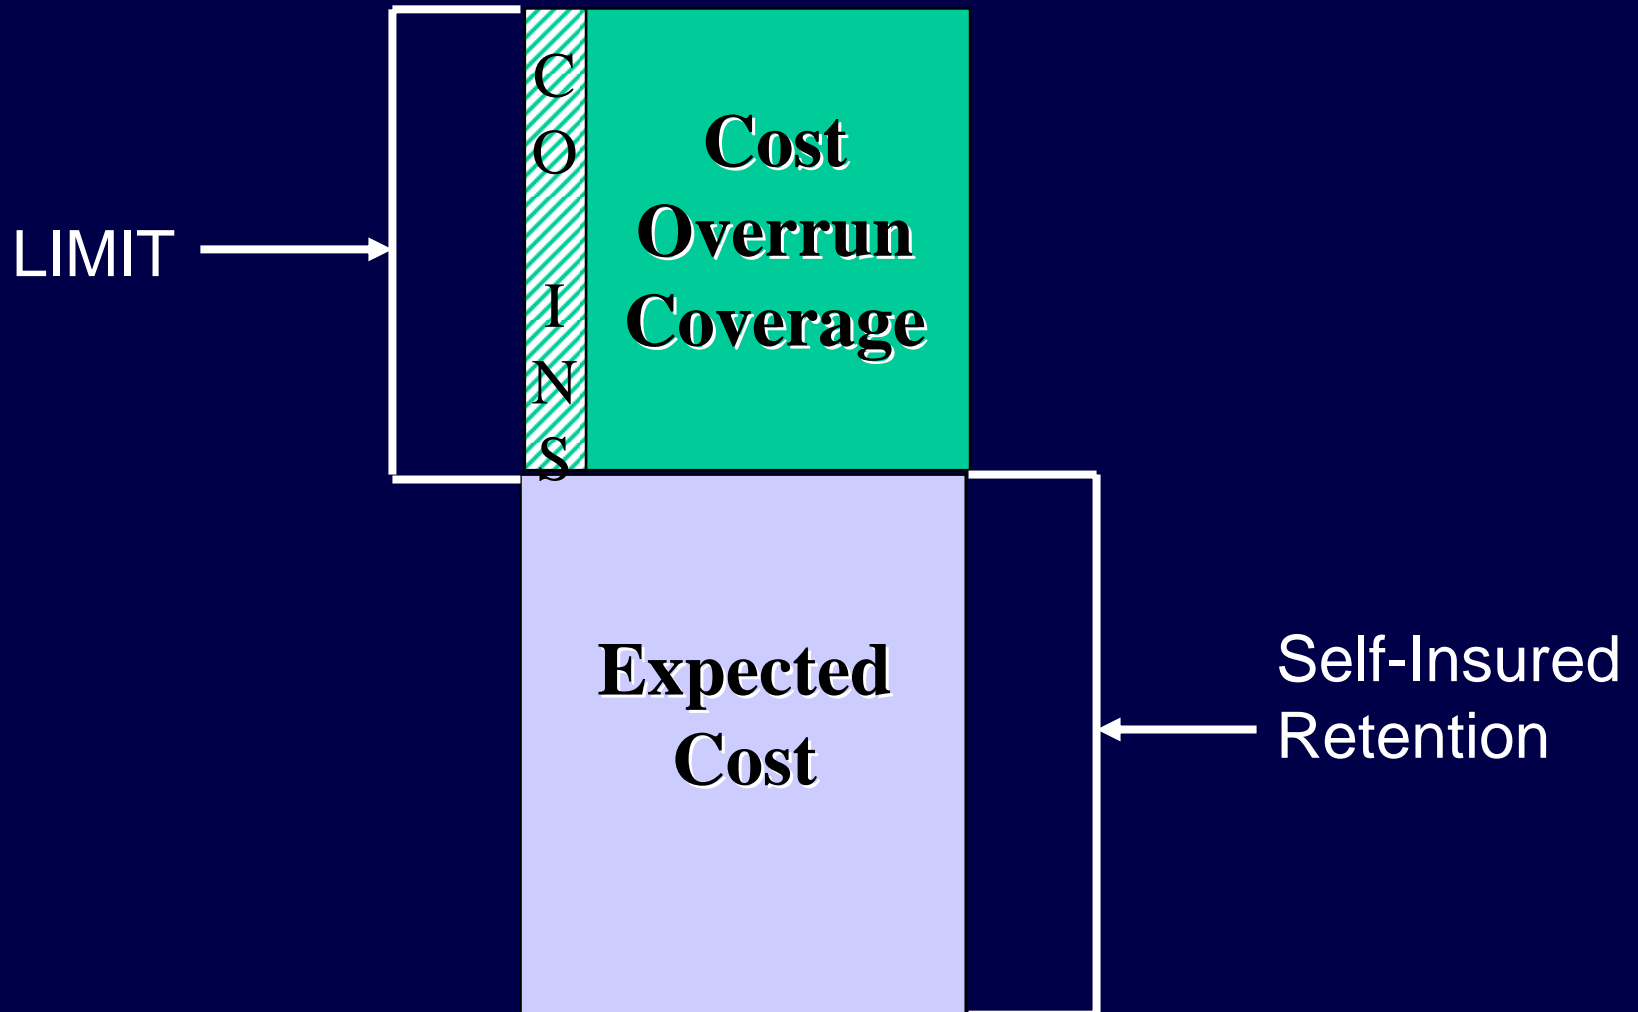 LIMIT
C
O
I
N
S
Cost
Overrun
Coverage
Expected
Cost
Self-Insured
Retention